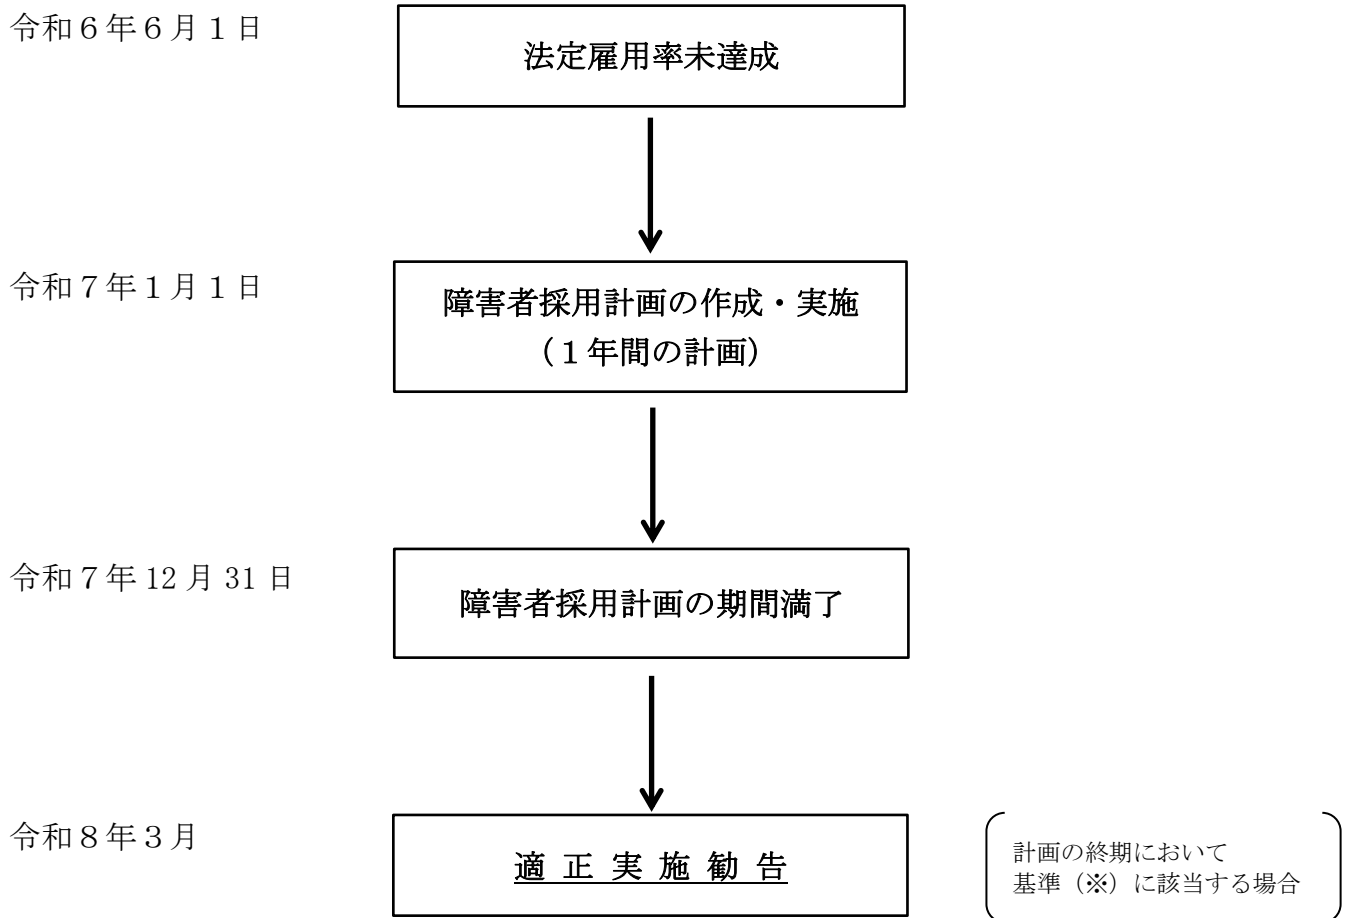 令和６年６月１日
法定雇用率未達成
令和７年１月１日
障害者採用計画の作成・実施
（１年間の計画）
令和７年 12 月 31 日
障害者採用計画の期間満了
令和８年３月
適 正 実 施 勧 告
計画の終期において
基準（※）に該当する場合